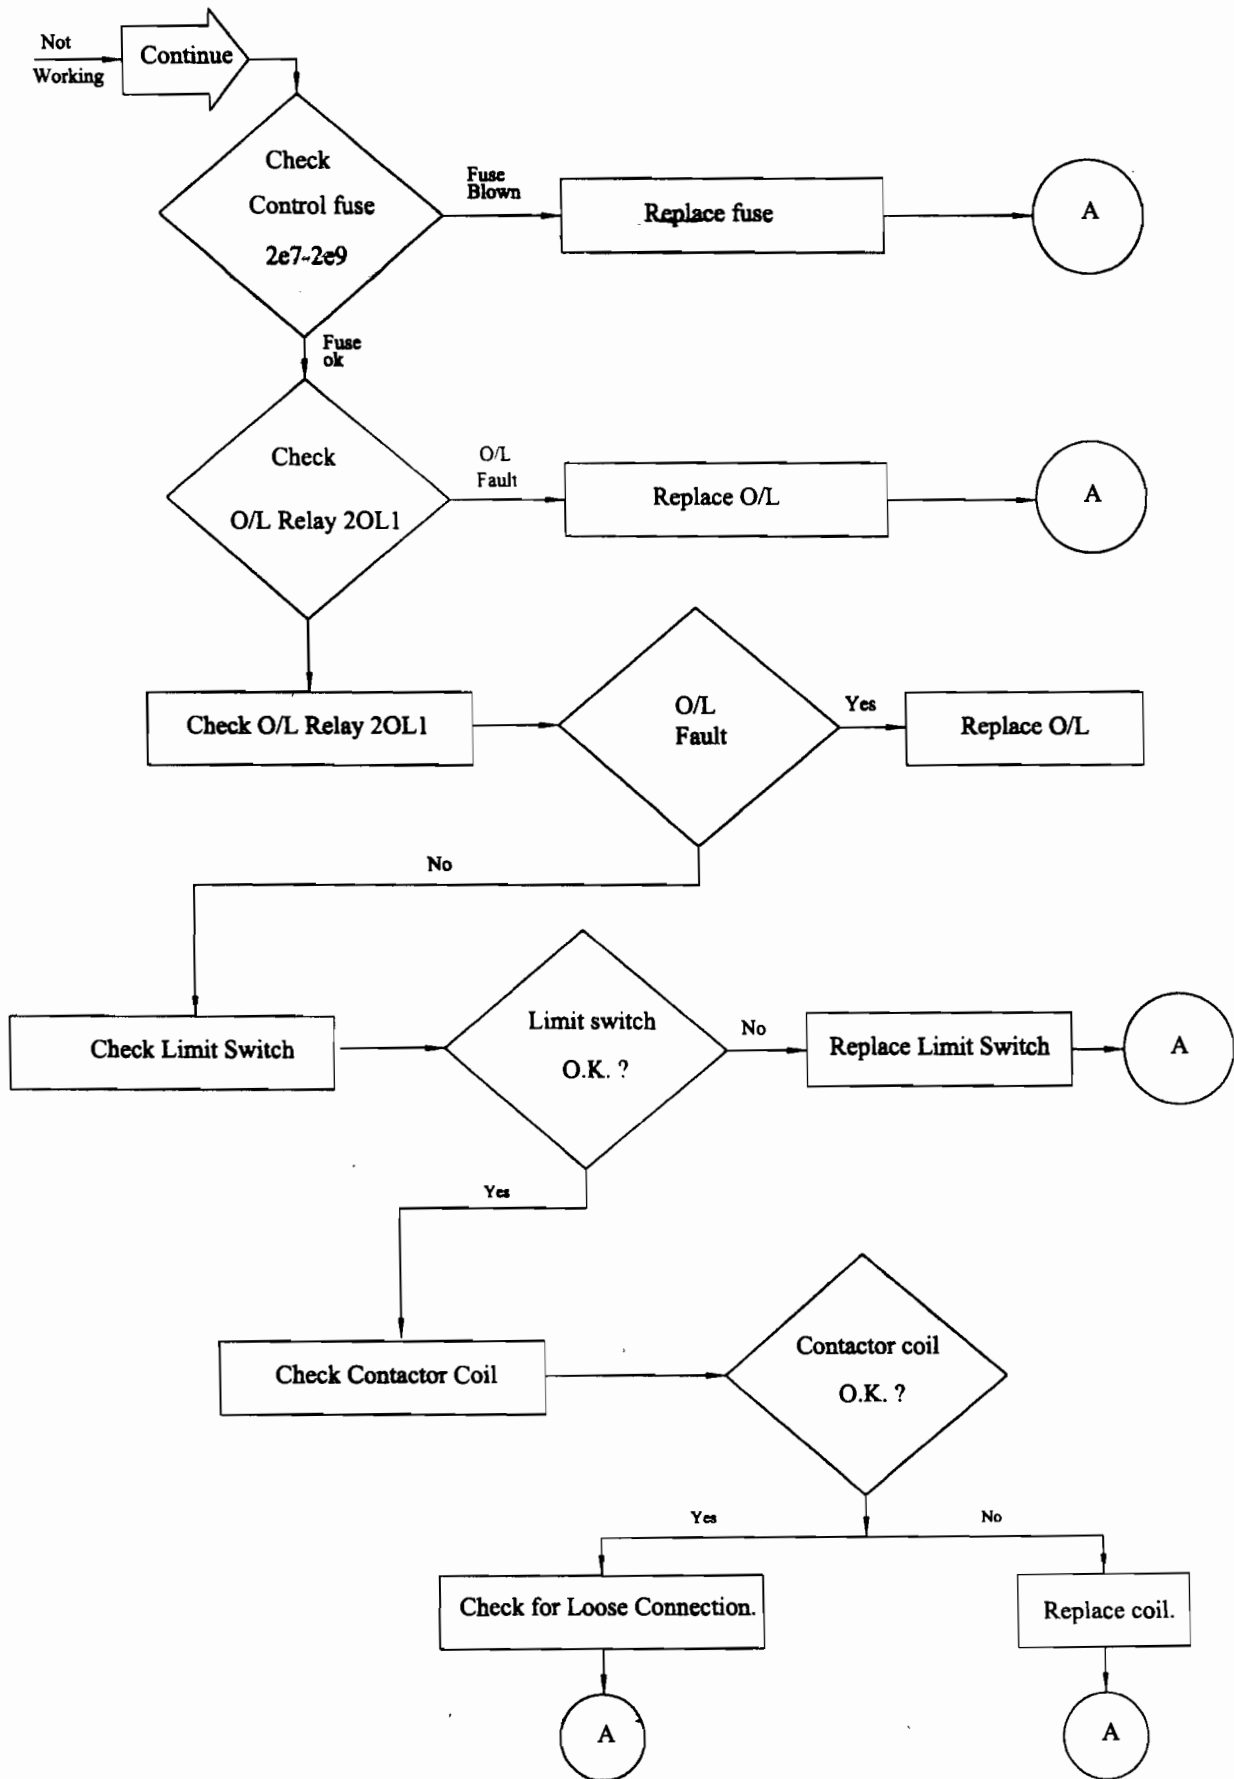 Not
Working
Continue
Check
Control fuse
2e7-2e9
Fuse
Blown
Replace fuse
A
Fuse
ok
Check
O/L Relay 2OL1
O/L
Fault
Replace O/L
A
Check O/L Relay 2OL1
O/L
Fault
Yes
Replace O/L
No
Check Limit Switch
Limit switch
O.K. ?
No
Replace Limit Switch
A
Yes
Check Contactor Coil
Contactor coil
O.K. ?
Yes
No
Check for Loose Connection.
Replace coil.
A
A